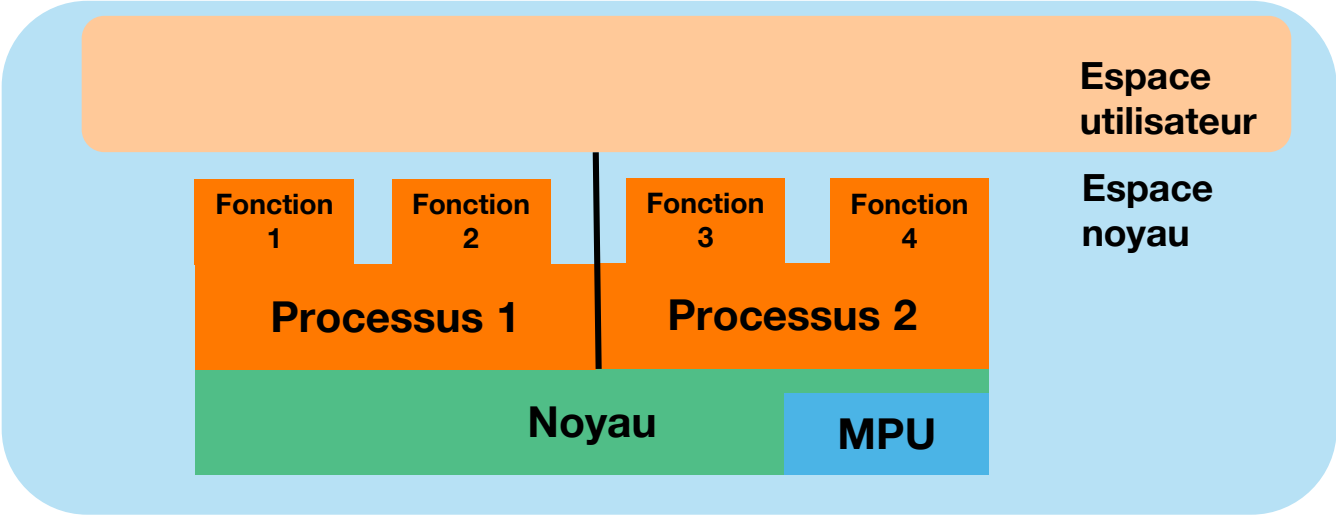 Espace
utilisateur
Espace
noyau
Fonction
1
Fonction
2
Fonction
3
Fonction
4
Processus 1
Processus 2
Noyau
MPU